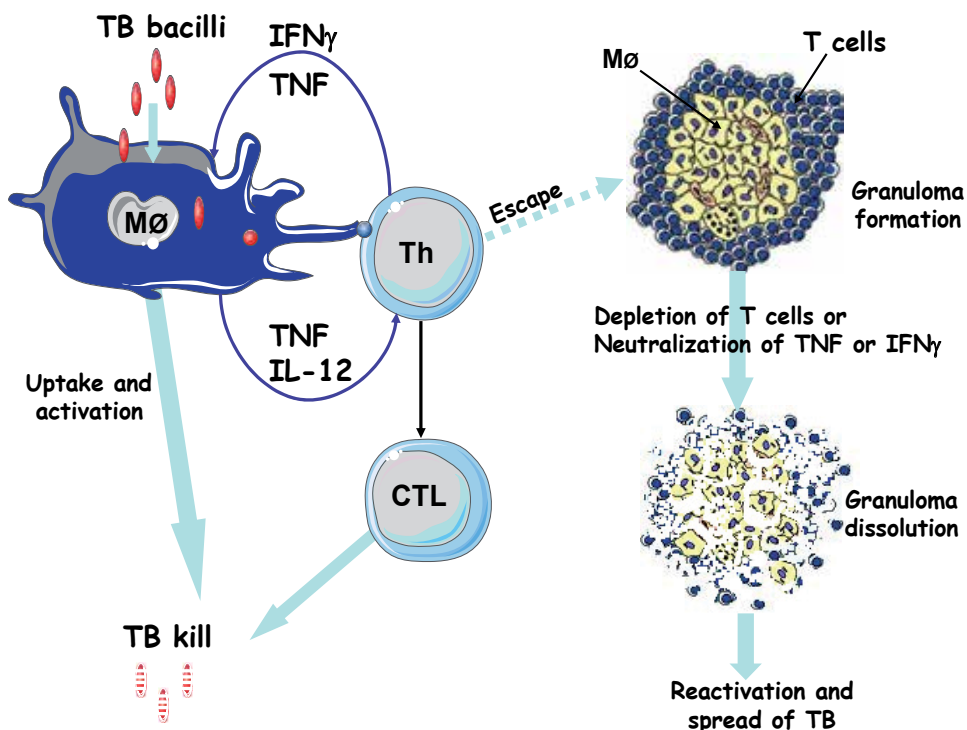 TB bacilli
IFNγ
TNF
MØ
Th
TNF
IL-12
Uptake and
activation
CTL
TB kill
Escape
T cells
MØ
Granuloma
formation
Depletion of T cells or
Neutralization of TNF or IFNγ
Granuloma
dissolution
Reactivation and
spread of TB